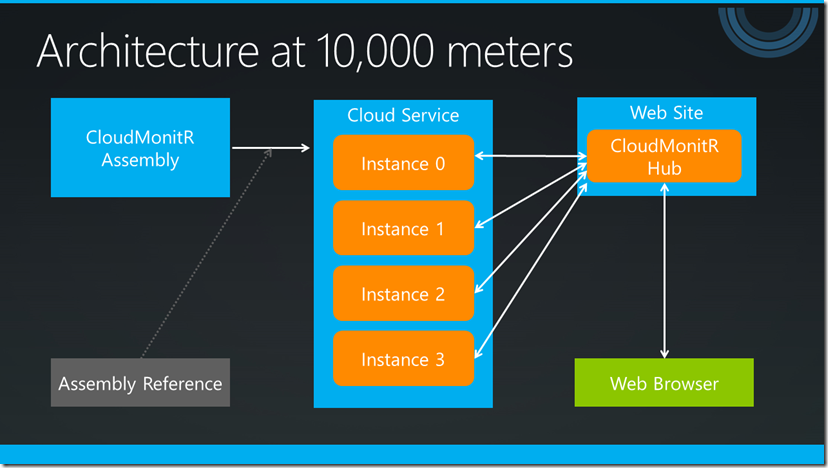 Architecture at 10,000 meters
CloudMonitR
Assembly
Cloud Service
Instance 0
Instance 1
Instance 2
Instance 3
Web Site
CloudMonitR
Hub
Assembly Reference
Web Browser